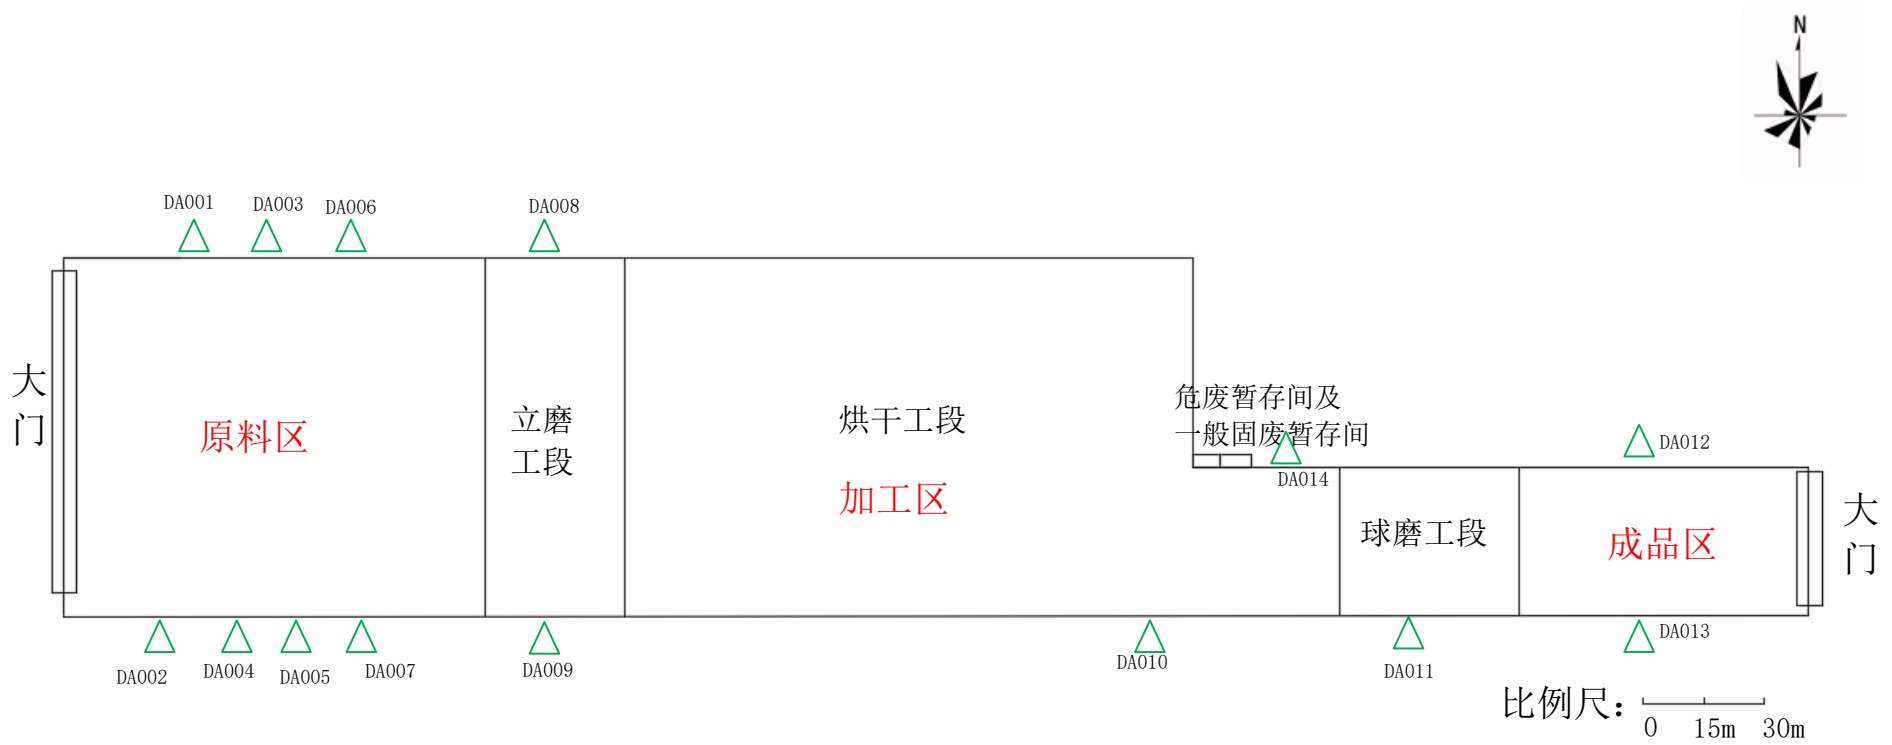 N
DA001
DA003
DA006
DA008
大门
原料区
立磨
工段
烘干工段
加工区
危废暂存间及
一般固废暂存间
DA014
DA012
球磨工段
成品区
大门
DA002
DA004
DA005
DA007
DA009
DA010
DA011
DA013
比例尺：
0 15m 30m